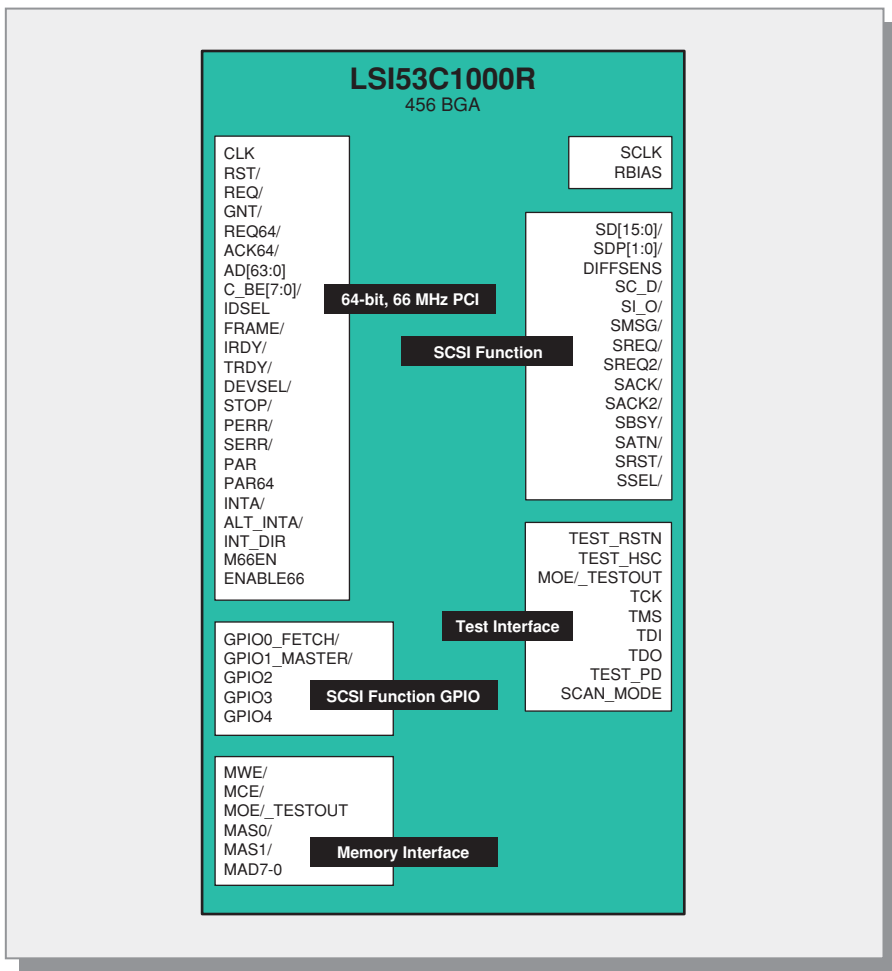 LSI53C1000R
456 BGA
CLK
RST/
REQ/
GNT/
REQ64/
ACK64/
AD[63:0]
C_BE[7:0]/
IDSEL
FRAME/
IRDY/
TRDY/
DEVSEL/
STOP/
PERR/
SERR/
PAR
PAR64
INTA/
ALT_INTA/
INT_DIR
M66EN
ENABLE66
64-bit, 66 MHz PCI
SCLK
RBIAS
SD[15:0]/
SDP[1:0]/
DIFFSENS
SC_D/
SI_O/
SMSG/
SREQ/
SREQ2/
SACK/
SACK2/
SBSY/
SATN/
SRST/
SSEL/
SCSI Function
TEST_RSTN
TEST_HSC
MOE/_TESTOUT
TCK
TMS
TDI
TDO
TEST_PD
SCAN_MODE
Test Interface
GPIO0_FETCH/
GPIO1_MASTER/
GPIO2
GPIO3
GPIO4
SCSI Function GPIO
MWE/
MCE/
MOE/_TESTOUT
MAS0/
MAS1/
MAD7-0
Memory Interface